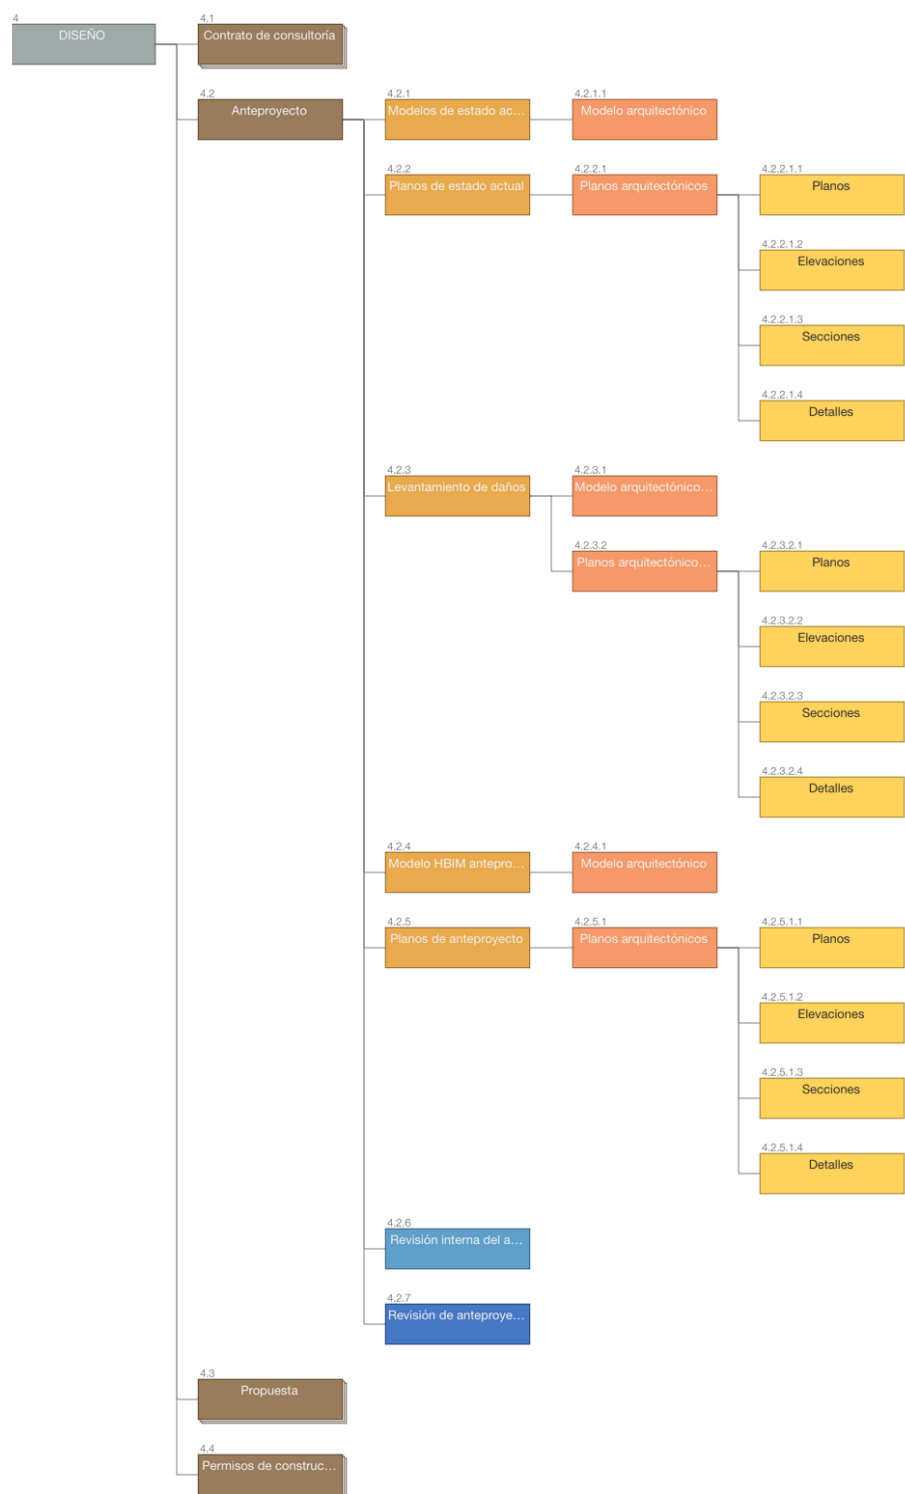 4
DISEÑO
4.1
Contrato de consultoría
4.2
Anteproyecto
4.2.1
Modelos de estado ac...
4.2.1.1
Modelo arquitectónico
4.2.2
Planos de estado actual
4.2.2.1
Planos arquitectónicos
4.2.2.1.1
Planos
4.2.2.1.2
Elevaciones
4.2.2.1.3
Secciones
4.2.2.1.4
Detalles
4.2.3
Levantamiento de daños
4.2.3.1
Modelo arquitectónico...
4.2.3.2
Planos arquitectónico...
4.2.3.2.1
Planos
4.2.3.2.2
Elevaciones
4.2.3.2.3
Secciones
4.2.3.2.4
Detalles
4.2.4
Modelo HBIM antepro...
4.2.4.1
Modelo arquitectónico
4.2.5
Planos de anteproyecto
4.2.5.1
Planos arquitectónicos
4.2.5.1.1
Planos
4.2.5.1.2
Elevaciones
4.2.5.1.3
Secciones
4.2.5.1.4
Detalles
4.2.6
Revisión interna del a...
4.2.7
Revisión de anteproye...
4.3
Propuesta
4.4
Permisos de construc...